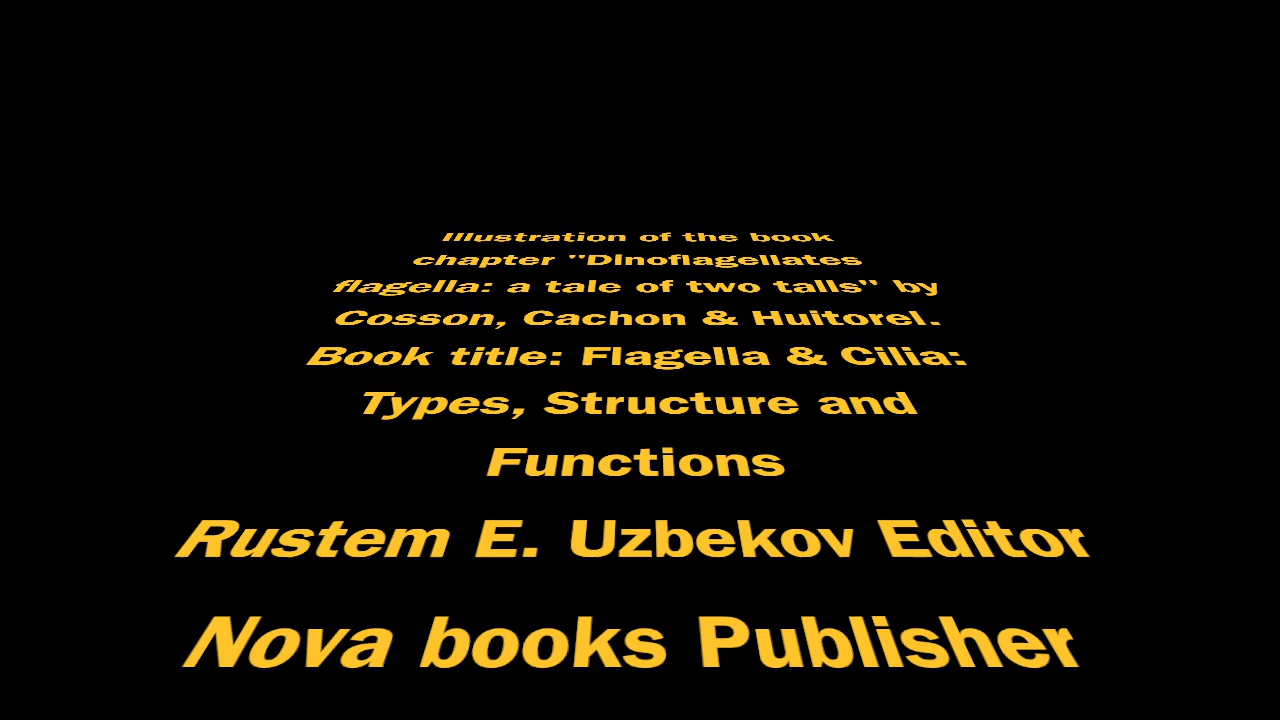 Illustration of the book
chapter "Dinoflagellates
flagella: a tale of two tails" by
Cosson, Cachon & Huitorel.
Book title: Flagella & Cilia:
Types, Structure and
Functions
Rustem E. Uzbekov Editor
Nova books Publisher